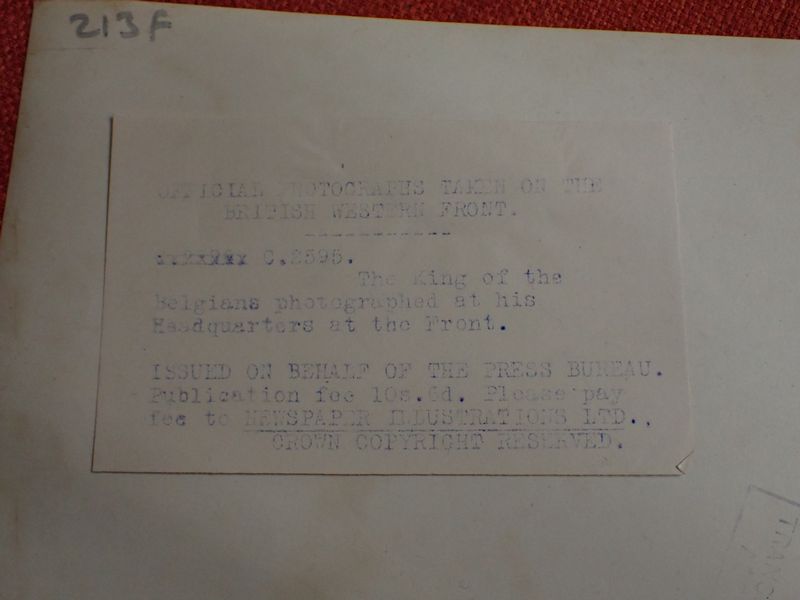 213F
OFFICIAL PHOTOGRAPHS TAKEN ON THE
BRITISH WESTERN FRONT.
-----------
C.2595.
The King of the
Belgians photographed at his
Headquarters at the Front.
ISSUED ON BEHALF OF THE PRESS BUREAU.
Publication fee 10s.6d. Please pay
fee to NEWSPAPER ILLUSTRATIONS LTD.,
CROWN COPYRIGHT RESERVED.